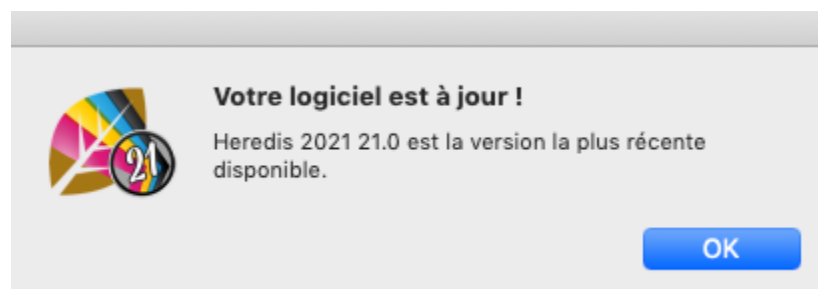 Votre logiciel est à jour !
Heredis 2021 21.0 est la version la plus récente
disponible.
21
OK